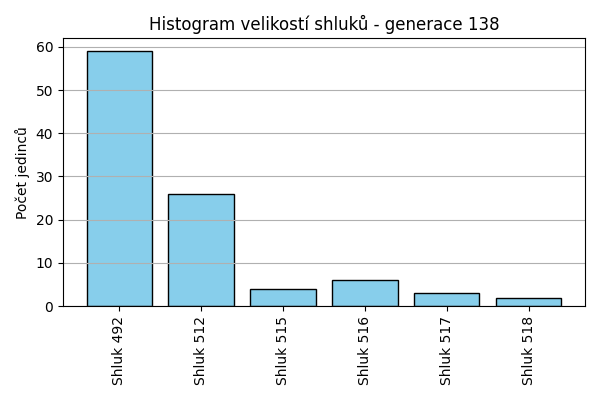 Histogram velikostí shluků - generace 138
Počet jedinců
60
50
40
30
20
10
0
Shluk 492
Shluk 512
Shluk 515
Shluk 516
Shluk 517
Shluk 518